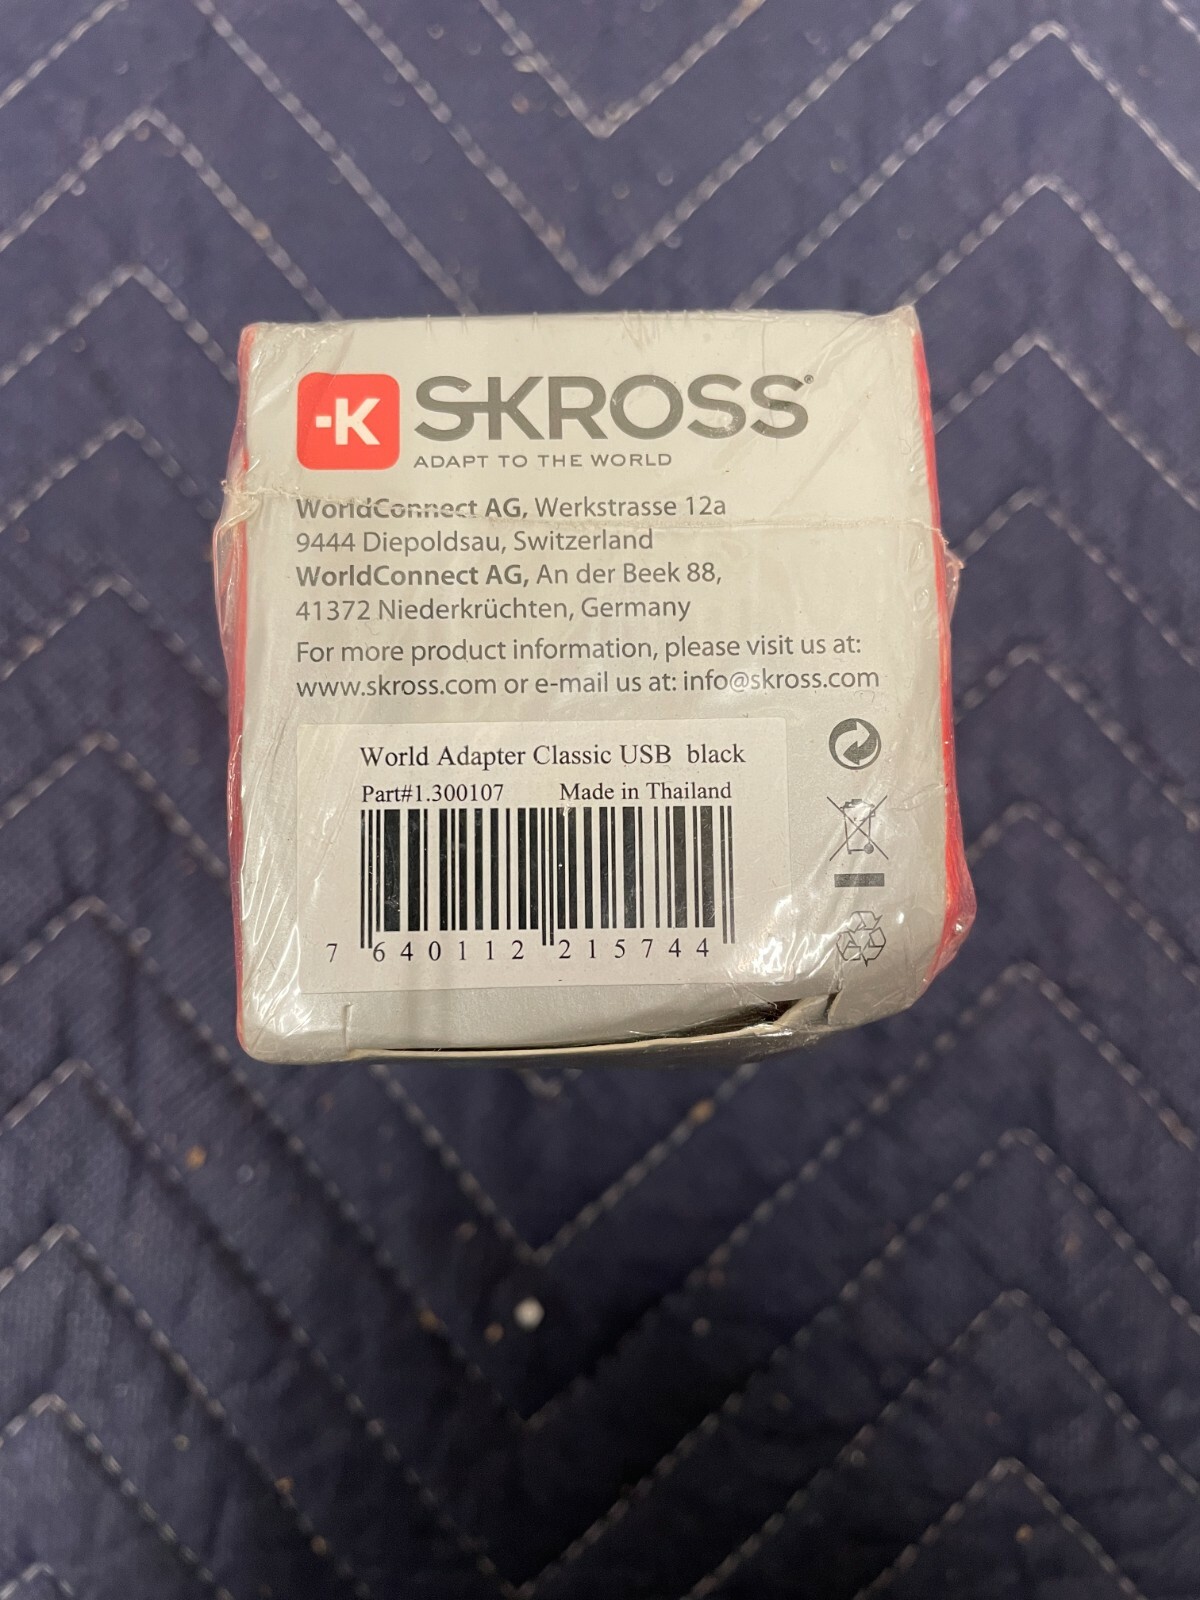 -K SKROSS®
ADAPT TO THE WORLD
WorldConnect AG, Werkstrasse 12a
9444 Diepoldsau, Switzerland
WorldConnect AG, An der Beek 88,
41372 Niederkrüchten, Germany
For more product information, please visit us at:
www.skross.com or e-mail us at: info@skross.com
World Adapter Classic USB black
Part#1.300107 Made in Thailand
7 640112 215744